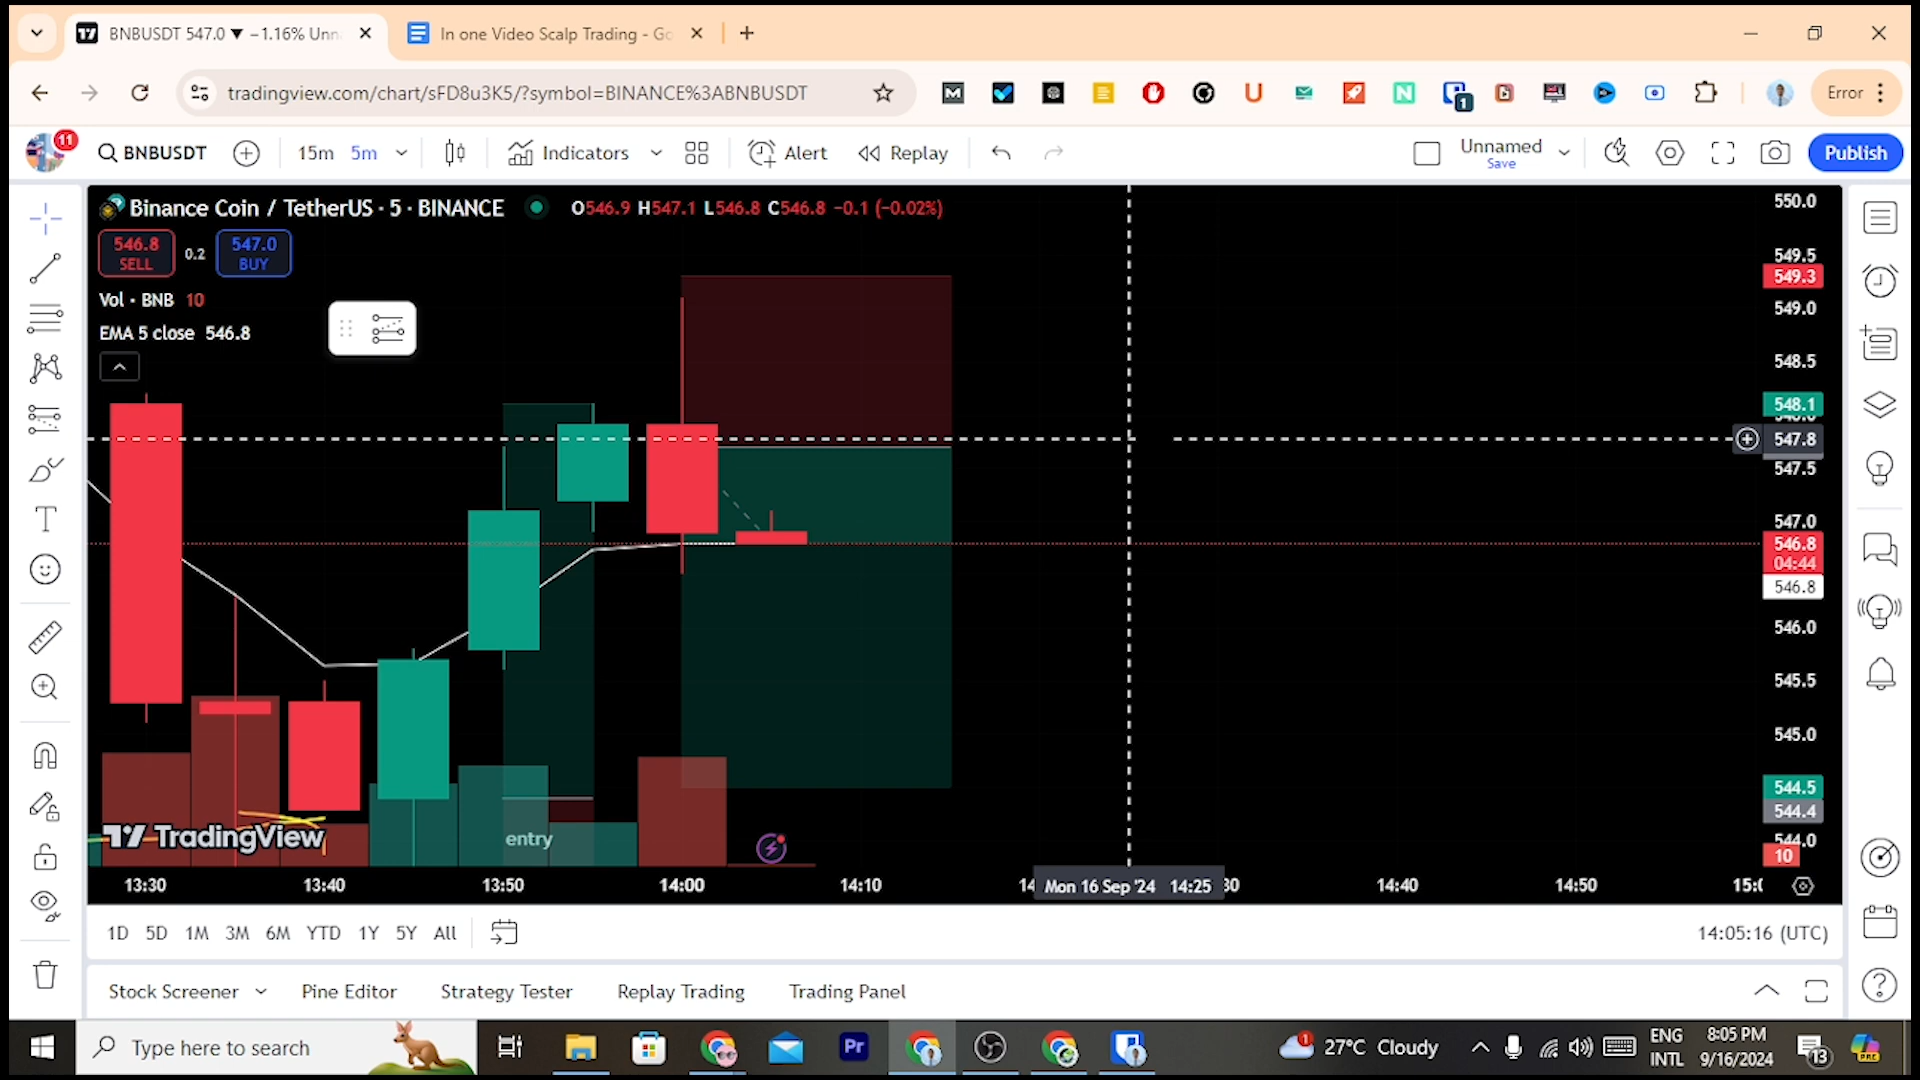 BNBUSDT 547.0 ▼ −1.16% Unn
In one Video Scalp Trading - Go
tradingview.com/chart/sFD8u3K5/?symbol=BINANCE%3ABNBUSDT
1
Error
11
BNBUSDT
15m
5m
Indicators
Alert
Replay
Unnamed
Save
Publish
Binance Coin / TetherUS · 5 · BINANCE
O546.9 H547.1 L546.8 C546.8 −0.1 (−0.02%)
546.8
SELL
0.2
547.0
BUY
Vol · BNB 10
EMA 5 close 546.8
550.0
549.5
549.3
549.0
548.5
548.1
547.8
547.5
547.0
546.8
04:44
546.8
546.0
545.5
545.0
544.5
544.4
544.0
10
TradingView
entry
13:30
13:40
13:50
14:00
14:10
Mon 16 Sep '24 14:25
14:40
14:50
1D 5D 1M 3M 6M YTD 1Y 5Y All
14:05:16 (UTC)
Stock Screener
Pine Editor
Strategy Tester
Replay Trading
Trading Panel
Type here to search
Pr
1
27°C Cloudy
ENG
INTL
8:05 PM
9/16/2024
13
PRE